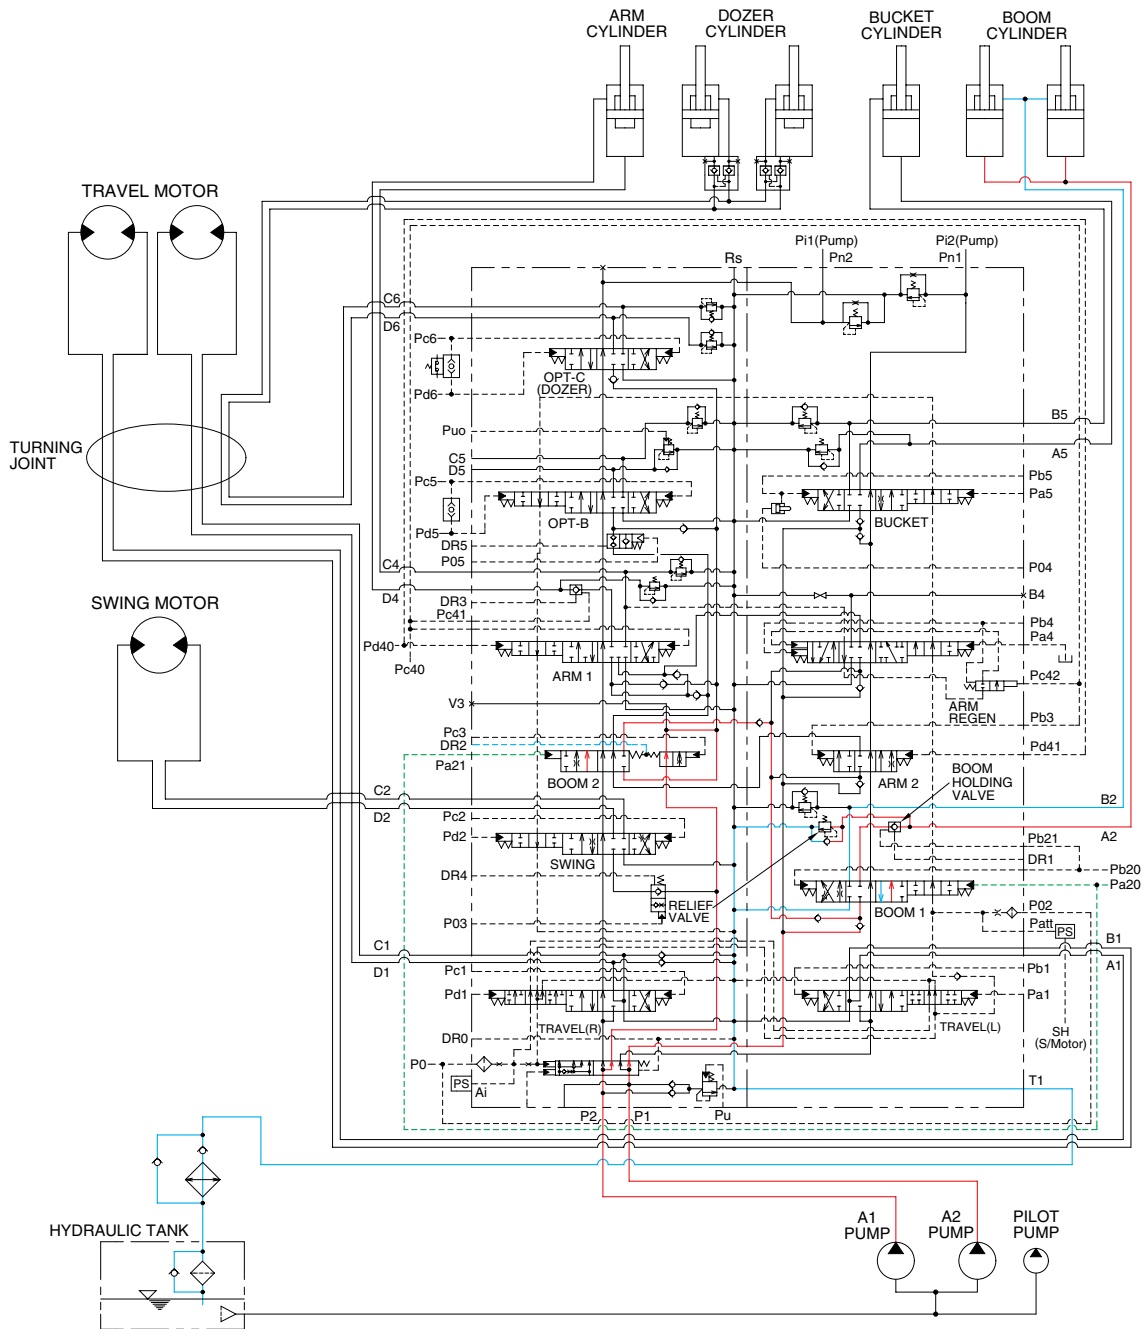 ARM
CYLINDER
DOZER
CYLINDER
BUCKET
CYLINDER
BOOM
CYLINDER
TRAVEL MOTOR
Pi1(Pump)
Pn2
Pi2(Pump)
Pn1
Rs
C6
D6
Pc6
OPT-C
(DOZER)
Pd6
TURNING
JOINT
Puo
C5
D5
Pc5
OPT-B
Pd5
DR5
P05
B5
A5
Pb5
Pa5
BUCKET
P04
C4
D4
DR3
Pc41
B4
Pb4
Pa4
Pd40
Pc40
ARM 1
Pc42
ARM
REGEN
SWING MOTOR
V3
Pc3
DR2
Pa21
BOOM 2
Pb3
Pd41
ARM 2
BOOM
HOLDING
VALVE
C2
D2
Pc2
Pd2
SWING
B2
A2
Pb21
DR1
Pb20
Pa20
DR4
RELIEF
VALVE
BOOM 1
P03
P02
Patt
PS
C1
D1
Pc1
Pd1
TRAVEL(R)
B1
A1
Pb1
Pa1
TRAVEL(L)
SH
(S/Motor)
DR0
P0
PS
Ai
T1
P2
P1
Pu
HYDRAULIC TANK
A1
PUMP
A2
PUMP
PILOT
PUMP